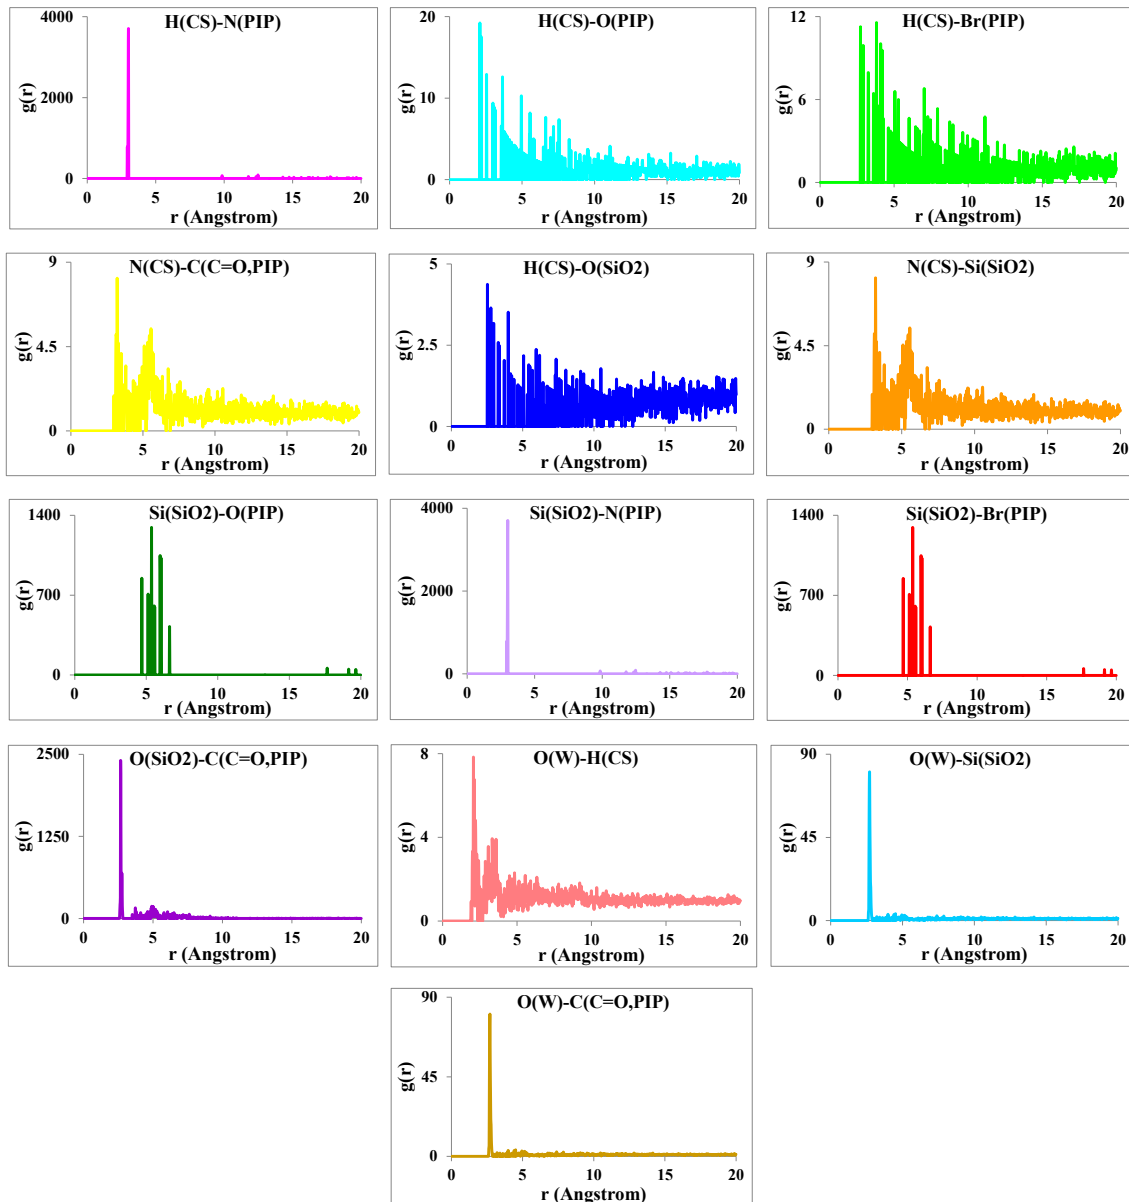 H(CS)-N(PIP)
4000
2000
0
g(r)
0 5 10 15 20
r (Angstrom)
H(CS)-O(PIP)
20
10
0
g(r)
0 5 10 15 20
r (Angstrom)
H(CS)-Br(PIP)
12
6
0
g(r)
0 5 10 15 20
r (Angstrom)
N(CS)-C(C=O,PIP)
9
4.5
0
g(r)
0 5 10 15 20
r (Angstrom)
H(CS)-O(SiO2)
5
2.5
0
g(r)
0 5 10 15 20
r (Angstrom)
N(CS)-Si(SiO2)
9
4.5
0
g(r)
0 5 10 15 20
r (Angstrom)
Si(SiO2)-O(PIP)
1400
700
0
g(r)
0 5 10 15 20
r (Angstrom)
Si(SiO2)-N(PIP)
4000
2000
0
g(r)
0 5 10 15 20
r (Angstrom)
Si(SiO2)-Br(PIP)
1400
700
0
g(r)
0 5 10 15 20
r (Angstrom)
O(SiO2)-C(C=O,PIP)
2500
1250
0
g(r)
0 5 10 15 20
r (Angstrom)
O(W)-H(CS)
8
4
0
g(r)
0 5 10 15 20
r (Angstrom)
O(W)-Si(SiO2)
90
45
0
g(r)
0 5 10 15 20
r (Angstrom)
O(W)-C(C=O,PIP)
90
45
0
g(r)
0 5 10 15 20
r (Angstrom)